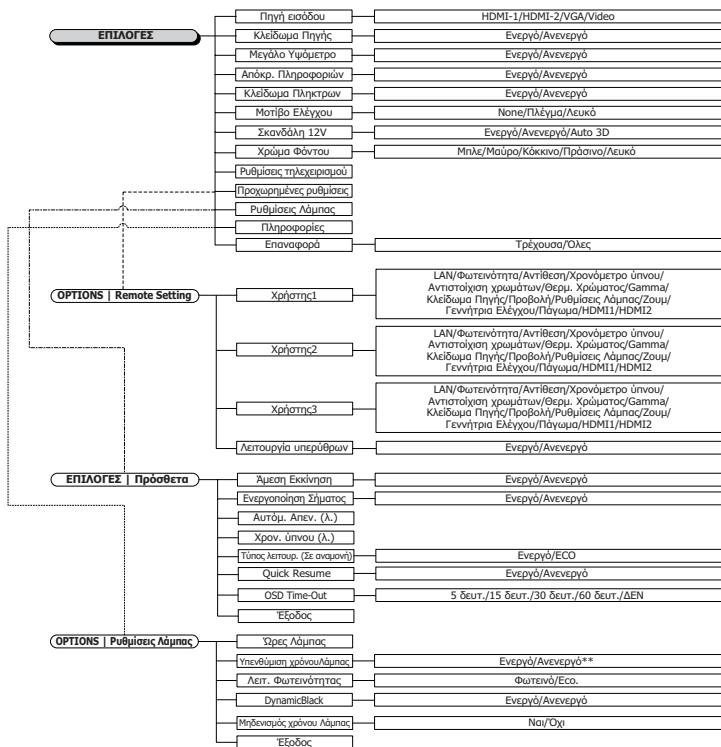 ΕΠΙΛΟΓΕΣ
Πηγή εισόδου
HDMI-1/HDMI-2/VGA/Video
Κλείδωμα Πηγής
Ενεργό/Ανενεργό
Μεγάλο Υψόμετρο
Ενεργό/Ανενεργό
Απόκρ. Πληροφοριών
Ενεργό/Ανενεργό
Κλείδωμα Πληκτρων
Ενεργό/Ανενεργό
Μοτίβο Ελέγχου
None/Πλέγμα/Λευκό
Σκανδάλη 12V
Ενεργό/Ανενεργό/Auto 3D
Χρώμα Φόντου
Μπλε/Μαύρο/Κόκκινο/Πράσινο/Λευκό
Ρυθμίσεις τηλεχειρισμού
Προχωρημένες ρυθμίσεις
Ρυθμίσεις Λάμπας
Πληροφορίες
Επαναφορά
Τρέχουσα/Όλες
OPTIONS | Remote Setting
Χρήστης1
LAN/Φωτεινότητα/Αντίθεση/Χρονόμετρο ύπνου/
Αντιστοίχιση χρωμάτων/Θερμ. Χρώματος/Gamma/
Κλείδωμα Πηγής/Προβολή/Ρυθμίσεις Λάμπας/Ζουμ/
Γεννήτρια Ελέγχου/Πάγωμα/HDMI1/HDMI2
Χρήστης2
LAN/Φωτεινότητα/Αντίθεση/Χρονόμετρο ύπνου/
Αντιστοίχιση χρωμάτων/Θερμ. Χρώματος/Gamma/
Κλείδωμα Πηγής/Προβολή/Ρυθμίσεις Λάμπας/Ζουμ/
Γεννήτρια Ελέγχου/Πάγωμα/HDMI1/HDMI2
Χρήστης3
LAN/Φωτεινότητα/Αντίθεση/Χρονόμετρο ύπνου/
Αντιστοίχιση χρωμάτων/Θερμ. Χρώματος/Gamma/
Κλείδωμα Πηγής/Προβολή/Ρυθμίσεις Λάμπας/Ζουμ/
Γεννήτρια Ελέγχου/Πάγωμα/HDMI1/HDMI2
Λειτουργία υπερύθρων
Ενεργό/Ανενεργό
ΕΠΙΛΟΓΕΣ | Πρόσθετα
Άμεση Εκκίνηση
Ενεργό/Ανενεργό
Ενεργοποίηση Σήματος
Ενεργό/Ανενεργό
Αυτόμ. Απεν. (λ.)
Χρον. ύπνου (λ.)
Τύπος λειτουρ. (Σε αναμονή)
Ενεργό/ECO
Quick Resume
Ενεργό/Ανενεργό
OSD Time-Out
5 δευτ./15 δευτ./30 δευτ./60 δευτ./ΔΕΝ
Έξοδος
OPTIONS | Ρυθμίσεις Λάμπας
Ώρες Λάμπας
Υπενθύμιση χρόνουΛάμπας
Ενεργό/Ανενεργό**
Λειτ. Φωτεινότητας
Φωτεινό/Eco.
DynamicBlack
Ενεργό/Ανενεργό
Μηδενισμός χρόνου Λάμπας
Ναι/Όχι
Έξοδος